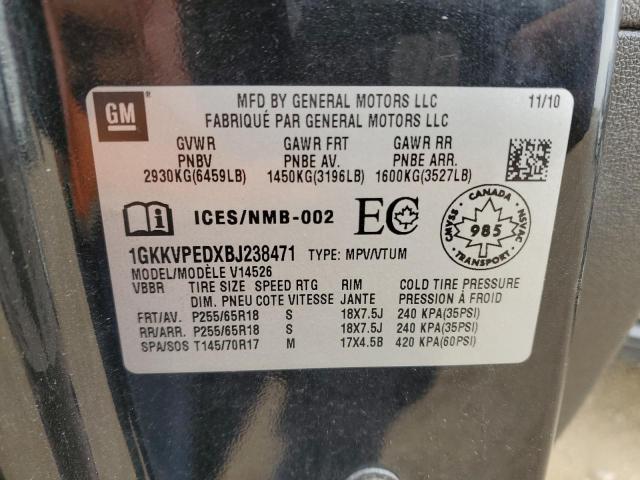 GM
MFD BY GENERAL MOTORS LLC 11/10
FABRIQUÉ PAR GENERAL MOTORS LLC
GVWR GAWR FRT GAWR RR
PNBV PNBE AV. PNBE ARR.
2930KG(6459LB) 1450KG(3196LB) 1600KG(3527LB)
ICES/NMB-002 EC CANADA CMVSS NSVAC 985 TRANSPORT
1GKKVPEDXBJ238471 TYPE: MPV/VTUM
MODEL/MODÈLE V14526
VBBR TIRE SIZE SPEED RTG RIM COLD TIRE PRESSURE
DIM. PNEU COTE VITESSE JANTE PRESSION À FROID
FRT/AV. P255/65R18 S 18X7.5J 240 KPA(35PSI)
RR/ARR. P255/65R18 S 18X7.5J 240 KPA(35PSI)
SPA/SOS T145/70R17 M 17X4.5B 420 KPA(60PSI)